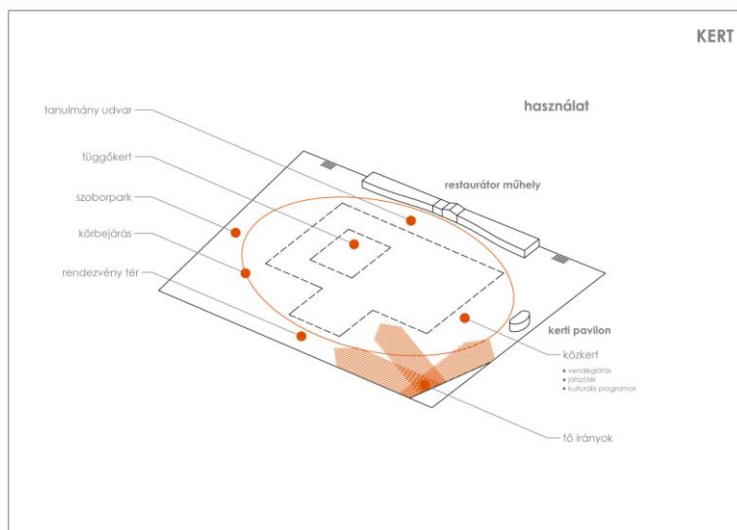 KERT
használat
tanulmány udvar
függőkert
szoborpark
körbejárás
rendezvény tér
restaurátor műhely
kerti pavilon
közkert
vendéglátás
játszótér
kulturális programok
fő irányok